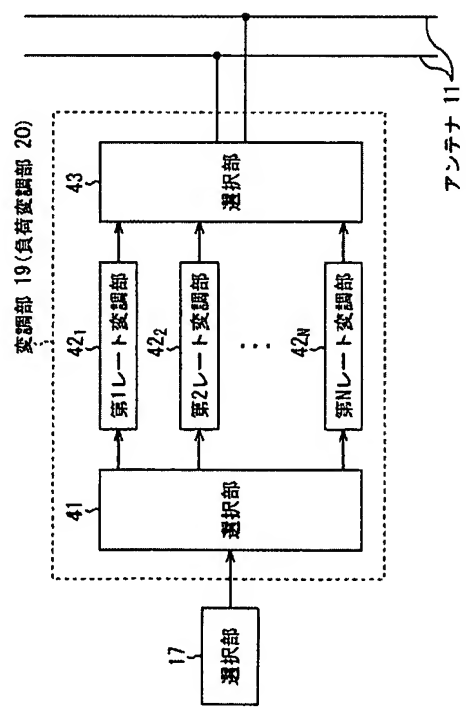 変調部 19(負荷変調部 20)
17
選択部
41
選択部
42₁
第1レート変調部
42₂
第2レート変調部
...
42N
第Nレート変調部
43
選択部
アンテナ 11